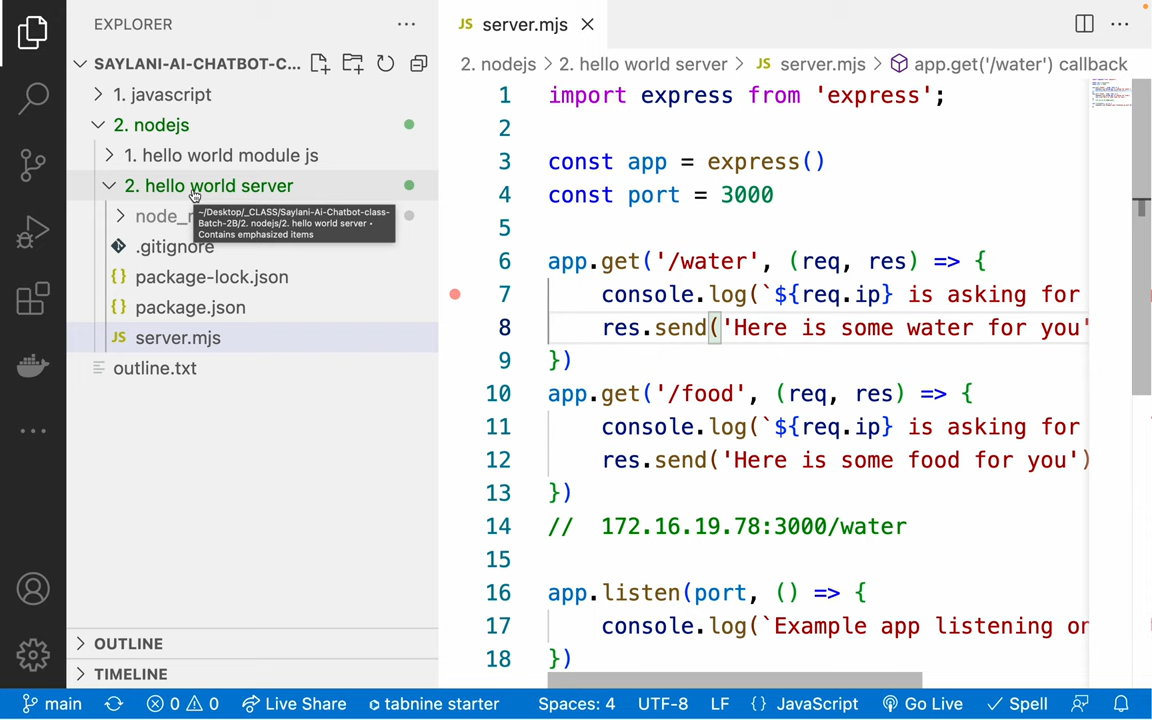 EXPLORER
SAYLANI-AI-CHATBOT-C...
1. javascript
2. nodejs
1. hello world module js
2. hello world server
~/Desktop/_CLASS/Saylani-Ai-Chatbot-class-
Batch-2B/2. nodejs/2. hello world server •
Contains emphasized items
.gitignore
{} package-lock.json
{} package.json
JS server.mjs
outline.txt
OUTLINE
TIMELINE
JS server.mjs
2. nodejs > 2. hello world server > JS server.mjs > app.get('/water') callback
1 import express from 'express';
2
3 const app = express()
4 const port = 3000
5
6 app.get('/water', (req, res) => {
7 console.log(`${req.ip} is asking for
8 res.send('Here is some water for you'
9 })
10 app.get('/food', (req, res) => {
11 console.log(`${req.ip} is asking for
12 res.send('Here is some food for you')
13 })
14 // 172.16.19.78:3000/water
15
16 app.listen(port, () => {
17 console.log(`Example app listening on
18 })
main 0 0 Live Share tabnine starter Spaces: 4 UTF-8 LF {} JavaScript Go Live Spell